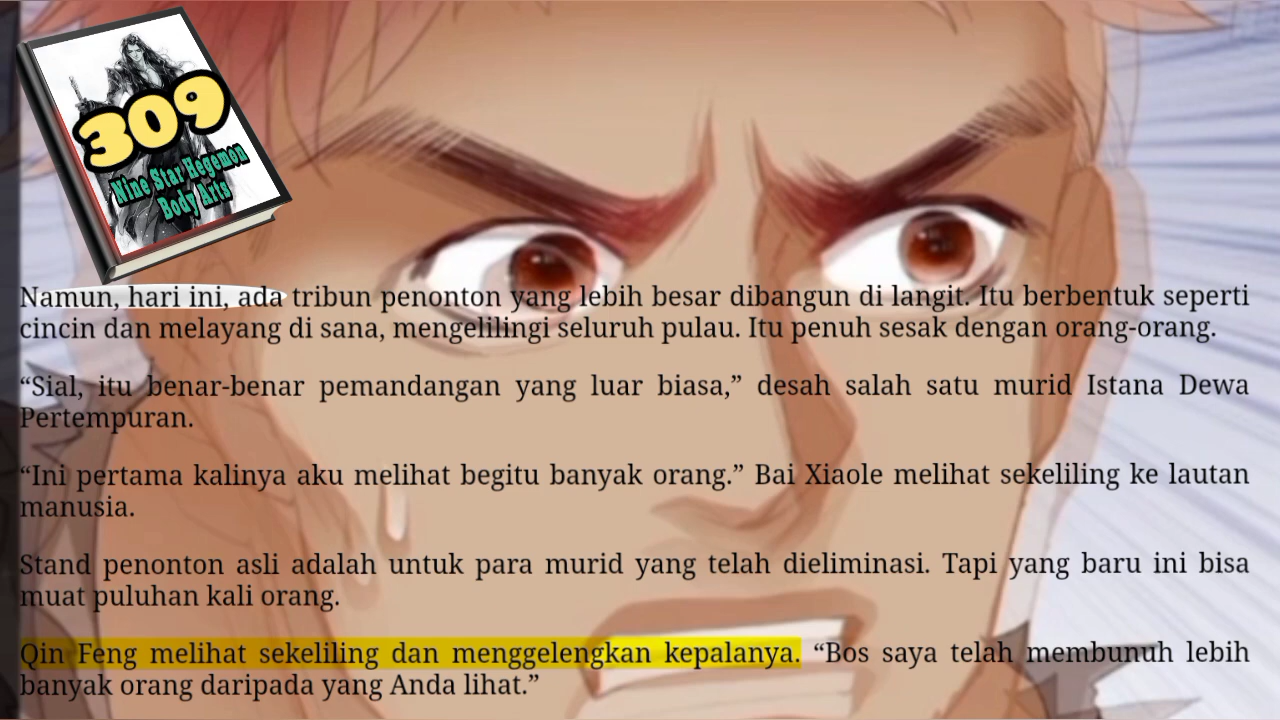 309
Nine Star Hegemon
Body Arts
Namun, hari ini, ada tribun penonton yang lebih besar dibangun di langit. Itu berbentuk seperti
cincin dan melayang di sana, mengelilingi seluruh pulau. Itu penuh sesak dengan orang-orang.
“Sial, itu benar-benar pemandangan yang luar biasa,” desah salah satu murid Istana Dewa
Pertempuran.
“Ini pertama kalinya aku melihat begitu banyak orang.” Bai Xiaole melihat sekeliling ke lautan
manusia.
Stand penonton asli adalah untuk para murid yang telah dieliminasi. Tapi yang baru ini bisa
muat puluhan kali orang.
Qin Feng melihat sekeliling dan menggelengkan kepalanya. “Bos saya telah membunuh lebih
banyak orang daripada yang Anda lihat.”